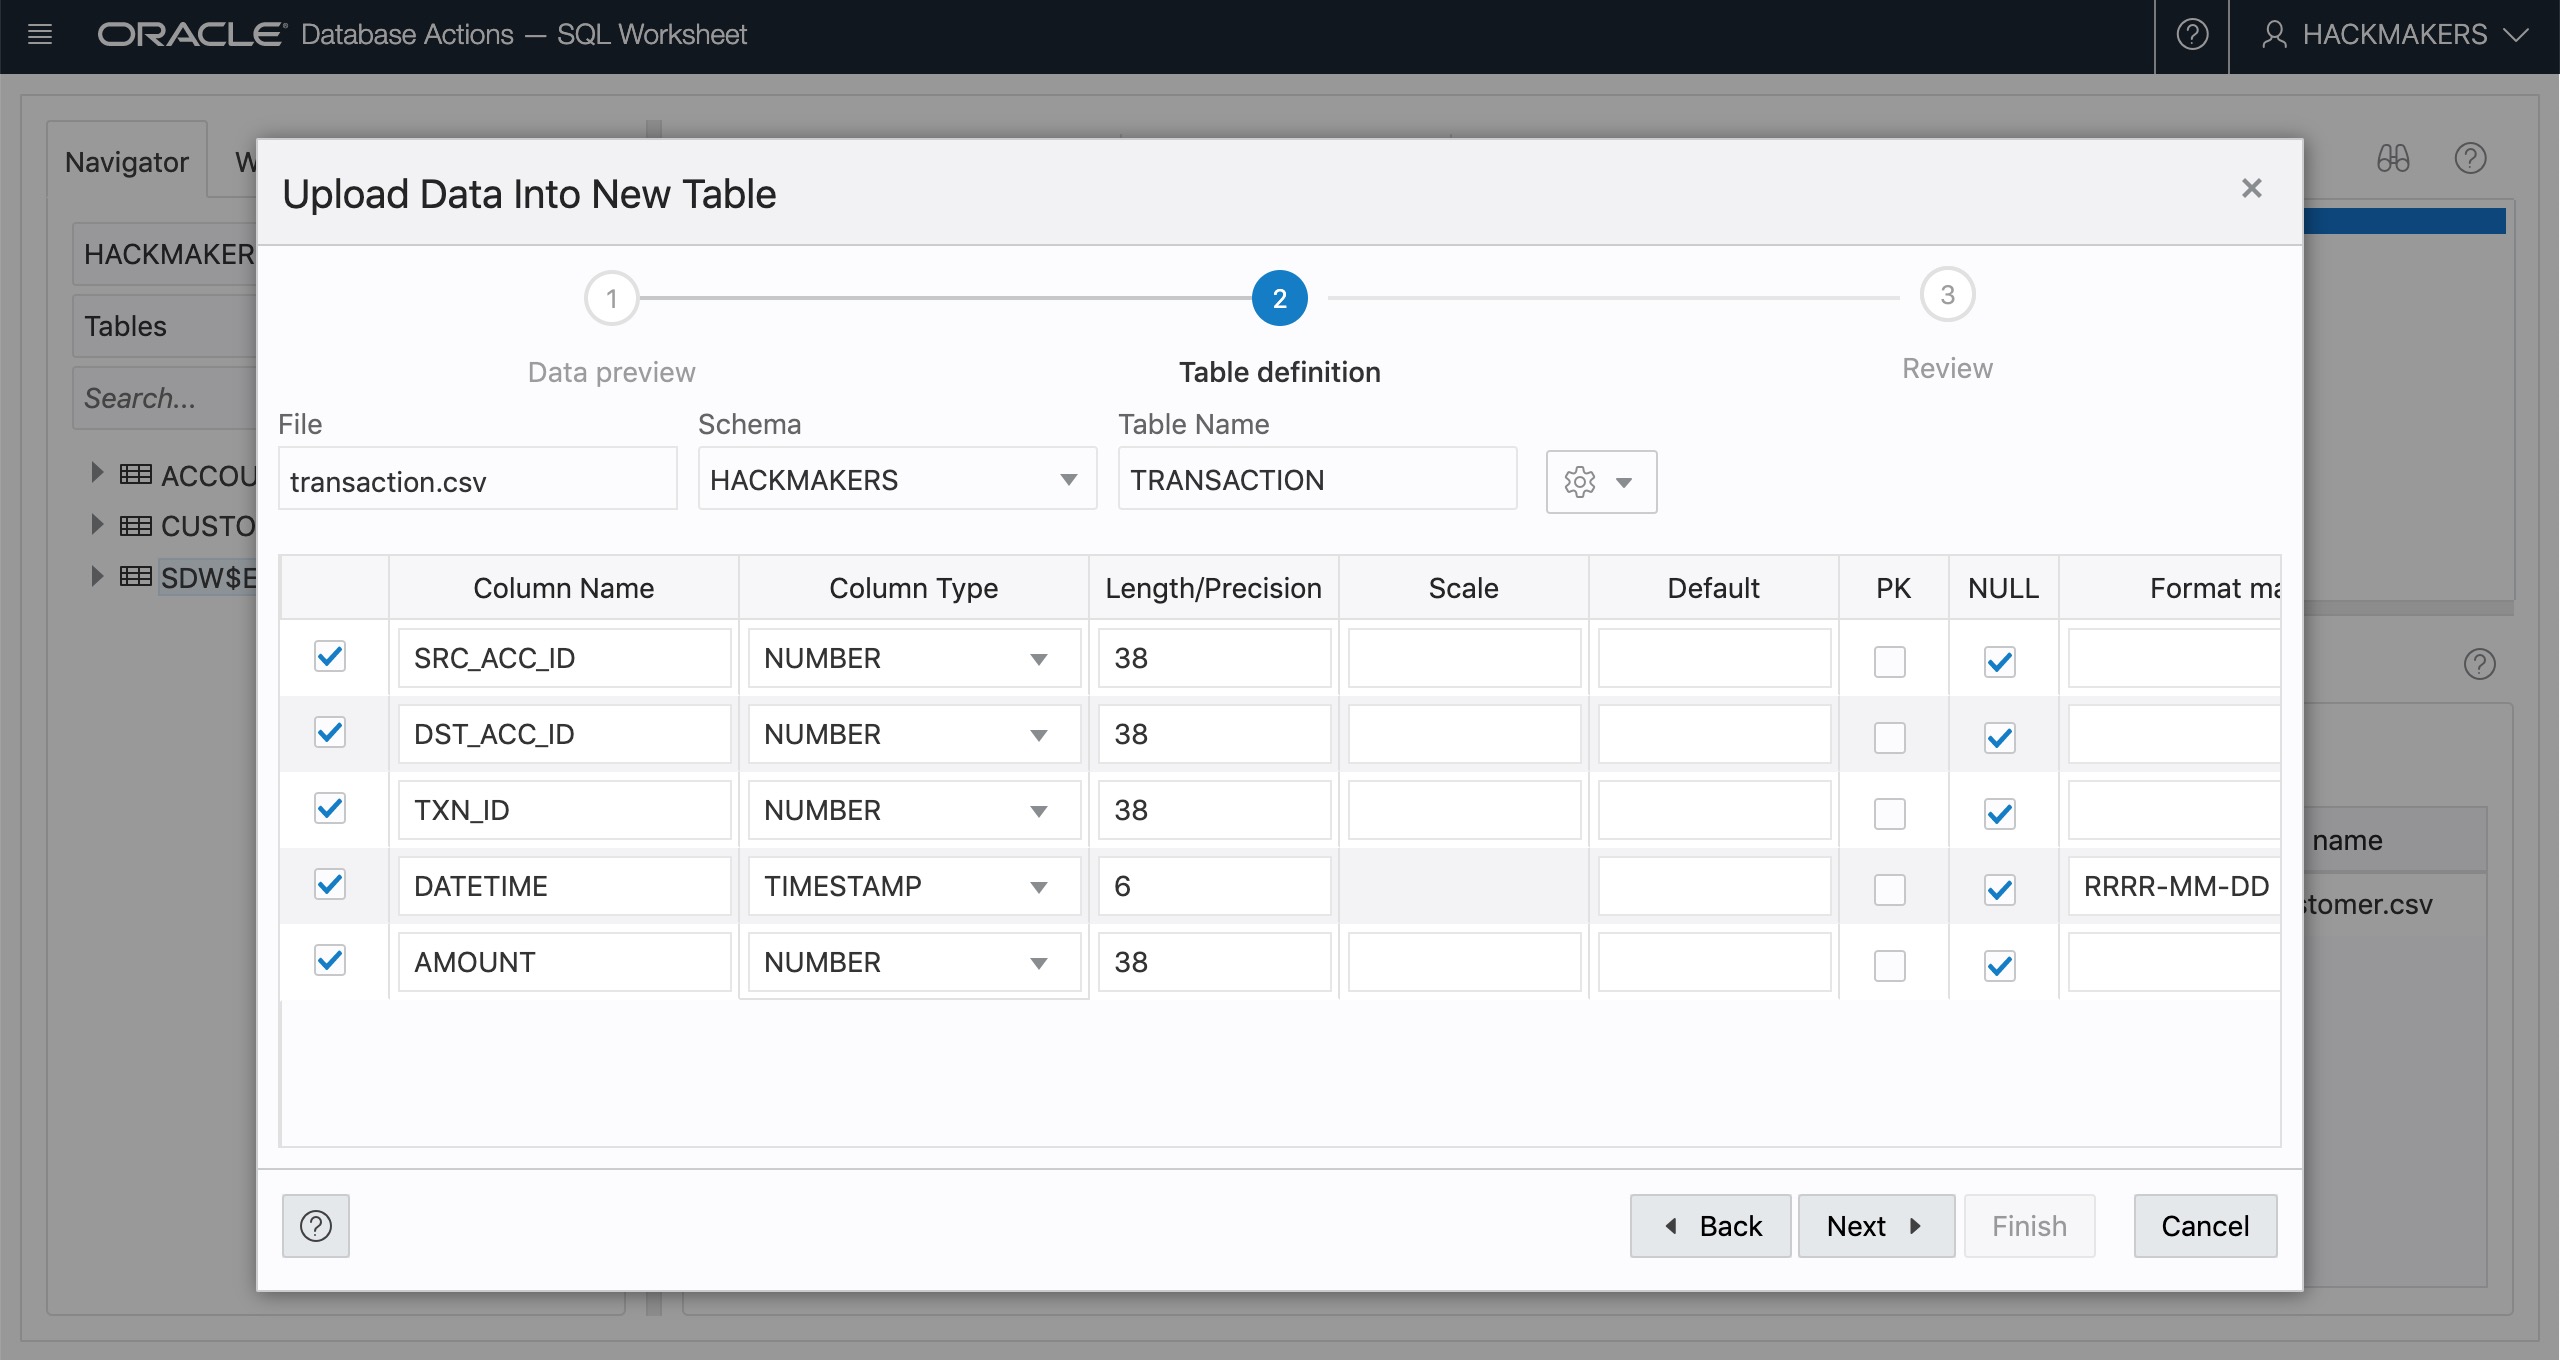 ORACLE Database Actions — SQL Worksheet
HACKMAKERS
Navigator
Upload Data Into New Table
HACKMAKER
Tables
Search...
ACCOU
CUSTO
SDW$E
1
2
3
Data preview
Table definition
Review
File
Schema
Table Name
transaction.csv
HACKMAKERS
TRANSACTION
Column Name Column Type Length/Precision Scale Default PK NULL Format ma
SRC_ACC_ID NUMBER 38
DST_ACC_ID NUMBER 38
TXN_ID NUMBER 38
DATETIME TIMESTAMP 6 RRRR-MM-DD
AMOUNT NUMBER 38
name
stomer.csv
? Back Next Finish Cancel